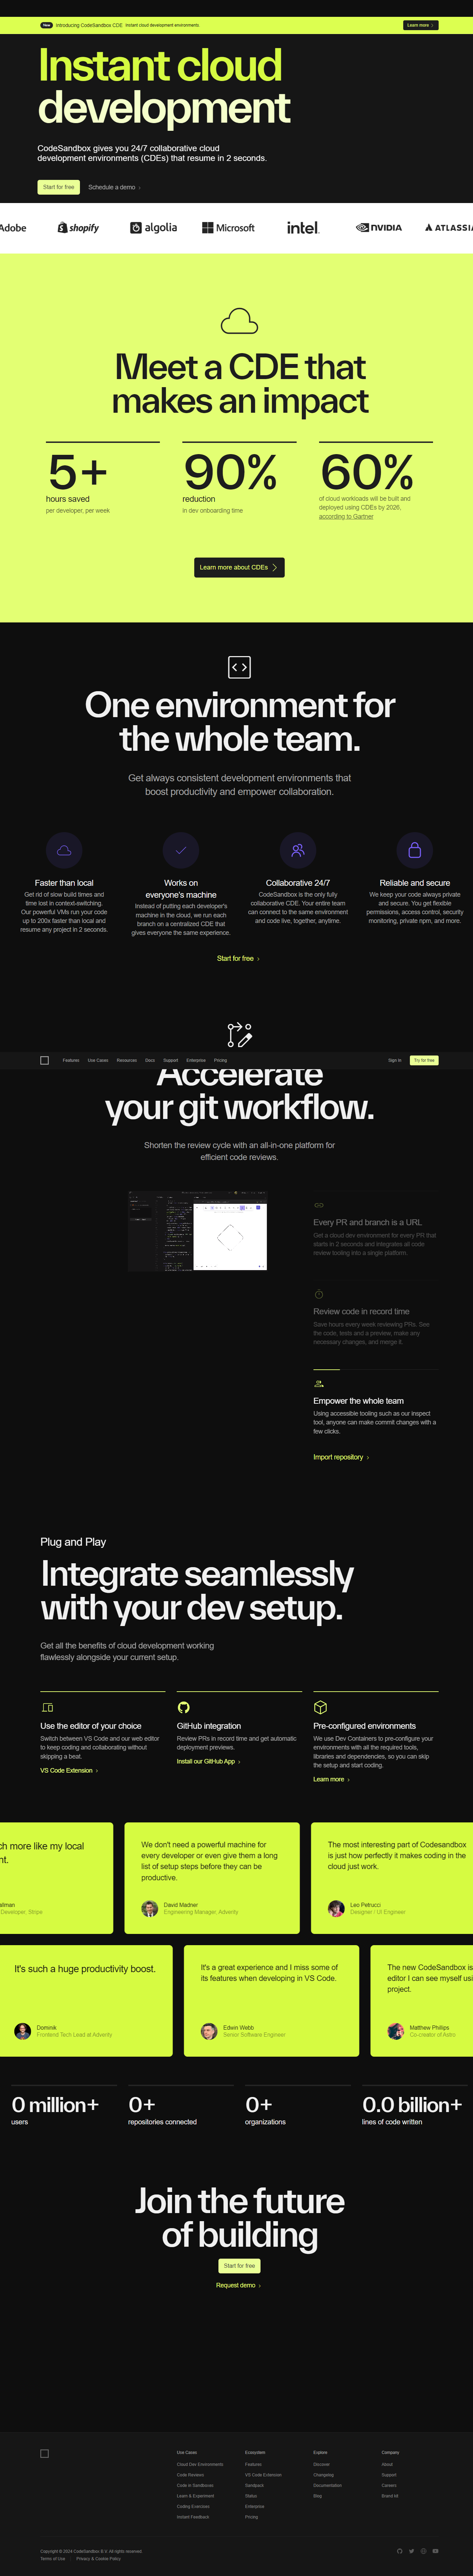 New Introducing CodeSandbox CDE Instant cloud development environments. Learn more
Instant cloud
development
CodeSandbox gives you 24/7 collaborative cloud
development environments (CDEs) that resume in 2 seconds.
Start for free Schedule a demo
Adobe shopify algolia Microsoft intel. NVIDIA ATLASSIA
Meet a CDE that
makes an impact
5+
hours saved
per developer, per week
90%
reduction
in dev onboarding time
60%
of cloud workloads will be built and
deployed using CDEs by 2026,
according to Gartner
Learn more about CDEs
One environment for
the whole team.
Get always consistent development environments that
boost productivity and empower collaboration.
Faster than local
Get rid of slow build times and
time lost in context-switching.
Our powerful VMs run your code
up to 200x faster than local and
resume any project in 2 seconds.
Works on
everyone's machine
Instead of putting each developer's
machine in the cloud, we run each
branch on a centralized CDE that
gives everyone the same experience.
Collaborative 24/7
CodeSandbox is the only fully
collaborative CDE. Your entire team
can connect to the same environment
and code live, together, anytime.
Reliable and secure
We keep your code always private
and secure. You get flexible
permissions, access control, security
monitoring, private npm, and more.
Start for free
Features Use Cases Resources Docs Support Enterprise Pricing Sign in Try for free
Accelerate
your git workflow.
Shorten the review cycle with an all-in-one platform for
efficient code reviews.
Every PR and branch is a URL
Get a cloud dev environment for every PR that
starts in 2 seconds and integrates all code
review tooling into a single platform.
Review code in record time
Save hours every week reviewing PRs. See
the code, tests and a preview, make any
necessary changes, and merge it.
Empower the whole team
Using accessible tooling such as our inspect
tool, anyone can make commit changes with a
few clicks.
Import repository
Plug and Play
Integrate seamlessly
with your dev setup.
Get all the benefits of cloud development working
flawlessly alongside your current setup.
Use the editor of your choice
Switch between VS Code and our web editor
to keep coding and collaborating without
skipping a beat.
VS Code Extension
GitHub integration
Review PRs in record time and get automatic
deployment previews.
Install our GitHub App
Pre-configured environments
We use Dev Containers to pre-configure your
environments with all the required tools,
libraries and dependencies, so you can skip
the setup and start coding.
Learn more
ch more like my local
nt.
Developer, Stripe
We don't need a powerful machine for
every developer or even give them a long
list of setup steps before they can be
productive.
David Madner
Engineering Manager, Adverity
The most interesting part of Codesandbox
is just how perfectly it makes coding in the
cloud just work.
Leo Petrucci
Designer / UI Engineer
It's such a huge productivity boost.
Dominik
Frontend Tech Lead at Adverity
It's a great experience and I miss some of
its features when developing in VS Code.
Edwin Webb
Senior Software Engineer
The new CodeSandbox is
editor I can see myself usi
project.
Matthew Phillips
Co-creator of Astro
0 million+
users
0+
repositories connected
0+
organizations
0.0 billion+
lines of code written
Join the future
of building
Start for free
Request demo
Use Cases
Cloud Dev Environments
Code Reviews
Code in Sandboxes
Learn & Experiment
Coding Exercises
Instant Feedback
Ecosystem
Features
VS Code Extension
Sandpack
Status
Enterprise
Pricing
Explore
Discover
Changelog
Documentation
Blog
Company
About
Support
Careers
Brand kit
Copyright © 2024 CodeSandbox B.V. All rights reserved.
Terms of Use Privacy & Cookie Policy